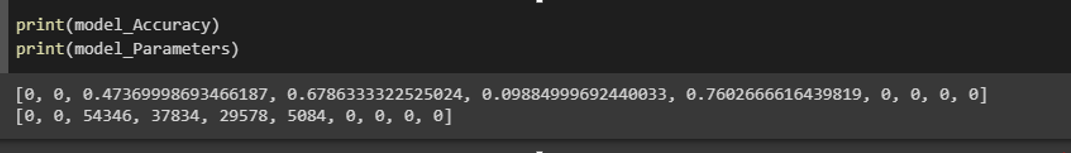 print(model_Accuracy)
print(model_Parameters)
[0, 0, 0.47369998693466187, 0.6786333322525024, 0.09884999692440033, 0.7602666616439819, 0, 0, 0, 0]
[0, 0, 54346, 37834, 29578, 5084, 0, 0, 0, 0]